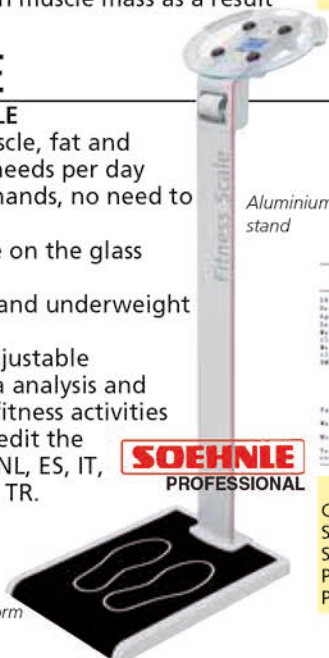 muscle mass as a result
E
LE
scle, fat and
needs per day
hands, no need to
e on the glass
and underweight
justable
a analysis and
fitness activities
edit the
NL, ES, IT,
TR.
Fitness Scale
Aluminium
stand
SOEHNLE
PROFESSIONAL
orm